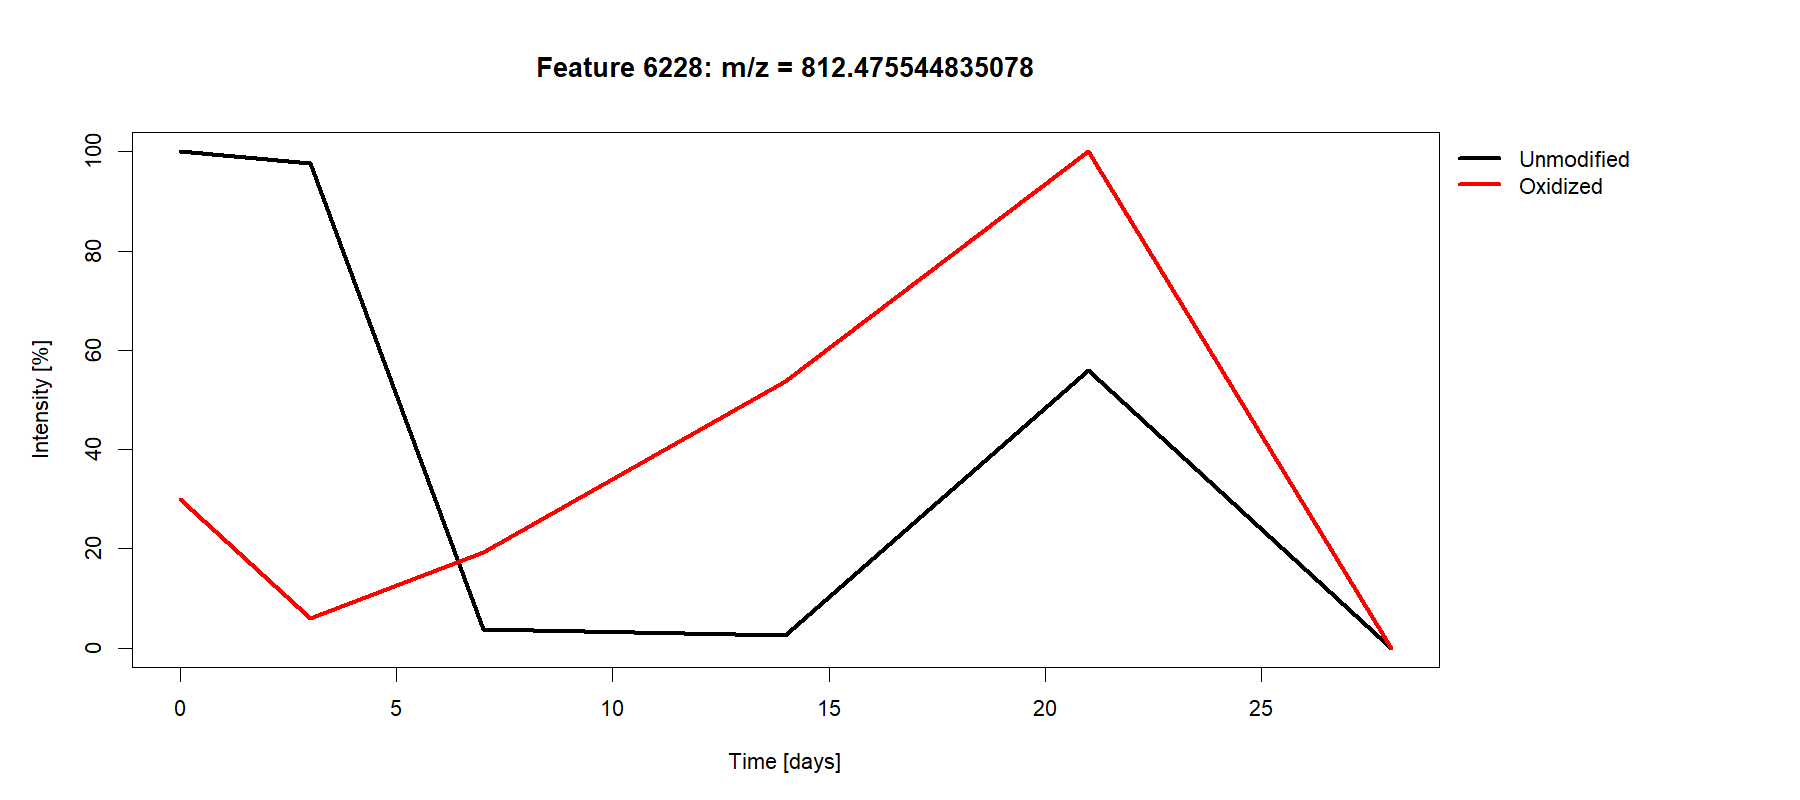 Feature 6228: m/z = 812.475544835078
Unmodified
Oxidized
Intensity [%]
100
80
60
40
20
0
0 5 10 15 20 25
Time [days]